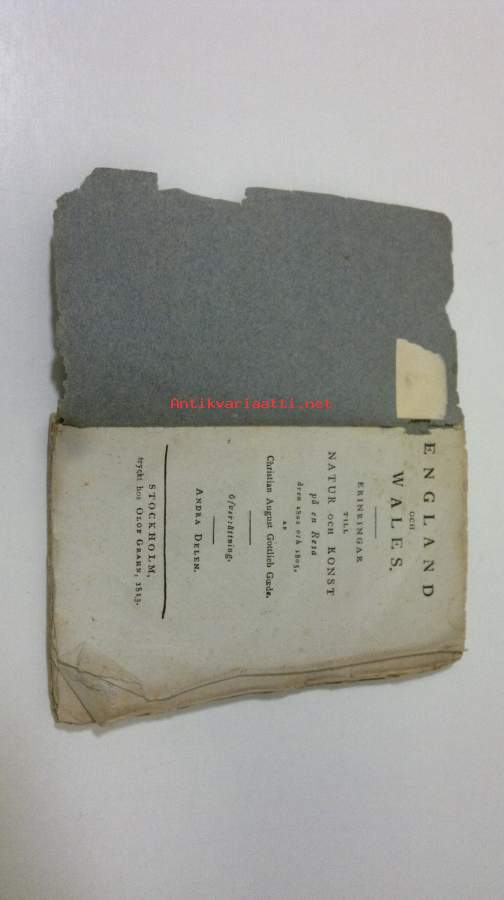 ENGLAND
OCH
WALES.
ERINRINGAR
TILL
NATUR OCH KONST
på en Resa
åren 1802 och 1803,
AF
Christian August Gottlieb Gœde.
Öfversättning.
ANDRA DELEN.
STOCKHOLM,
tryckt hos OLOF GRAHN, 1813.
Antikvariaatti.net